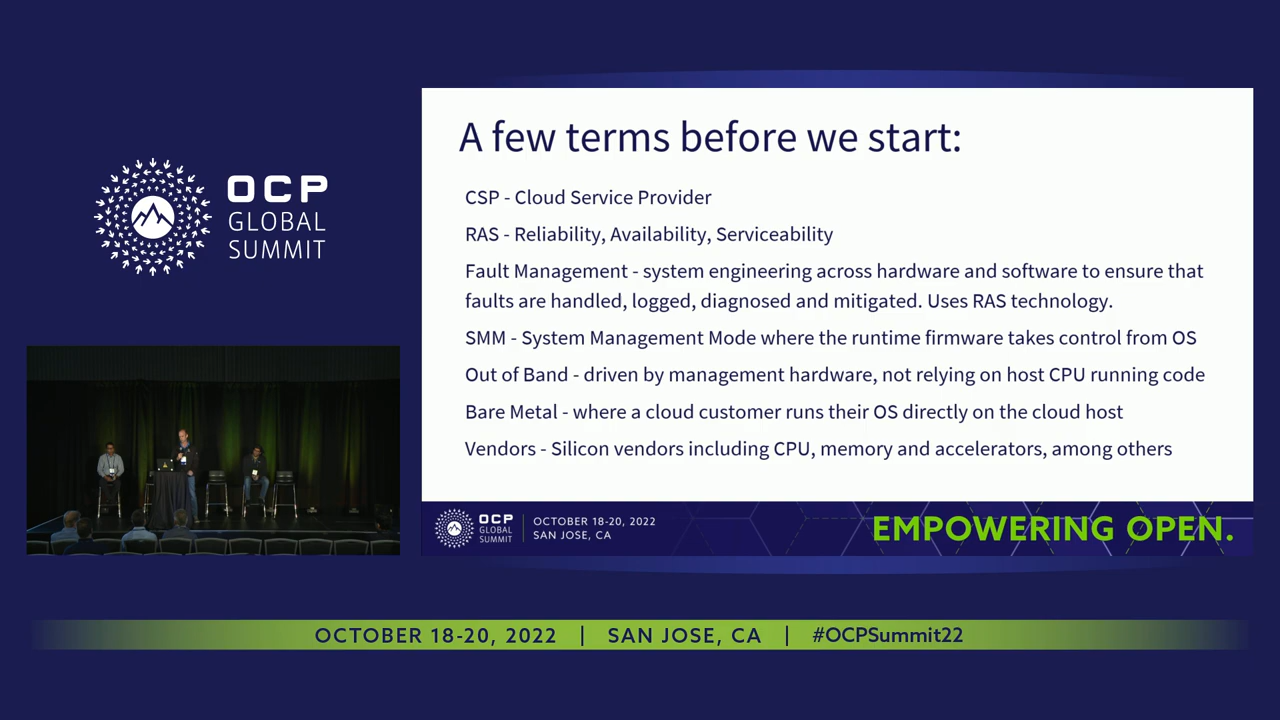 OCP
GLOBAL
SUMMIT
A few terms before we start:
CSP - Cloud Service Provider
RAS - Reliability, Availability, Serviceability
Fault Management - system engineering across hardware and software to ensure that
faults are handled, logged, diagnosed and mitigated. Uses RAS technology.
SMM - System Management Mode where the runtime firmware takes control from OS
Out of Band - driven by management hardware, not relying on host CPU running code
Bare Metal - where a cloud customer runs their OS directly on the cloud host
Vendors - Silicon vendors including CPU, memory and accelerators, among others
OCP
GLOBAL
SUMMIT
OCTOBER 18-20, 2022
SAN JOSE, CA
EMPOWERING OPEN.
OCTOBER 18-20, 2022 | SAN JOSE, CA | #OCPSummit22